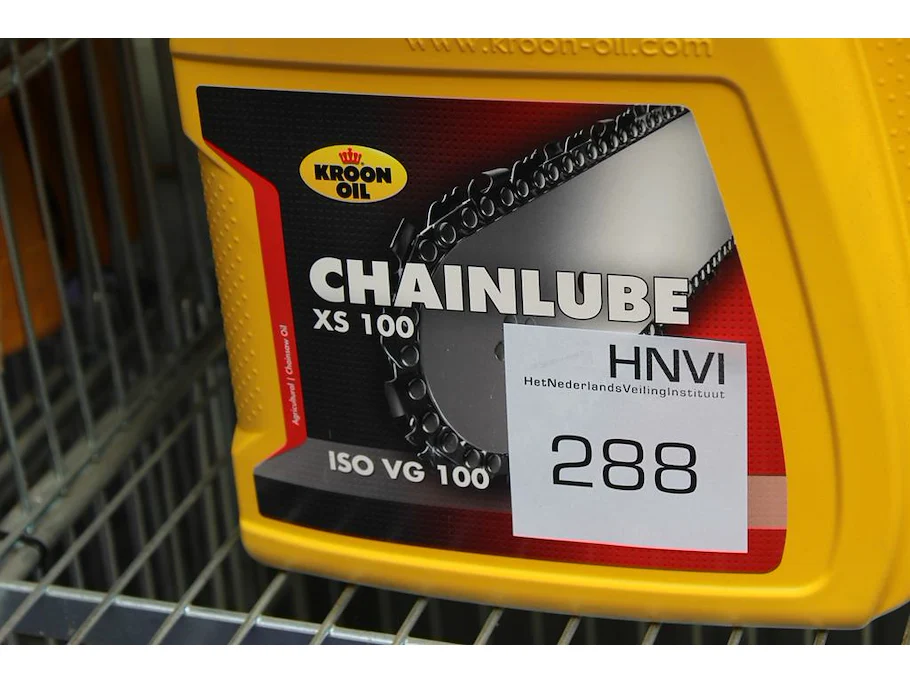 www.kroon-oil.com
KROON
OIL
CHAINLUBE
XS 100
Agricultural | Chainsaw Oil
ISO VG 100
HNVI
HetNederlandsVeilingInstituut
288